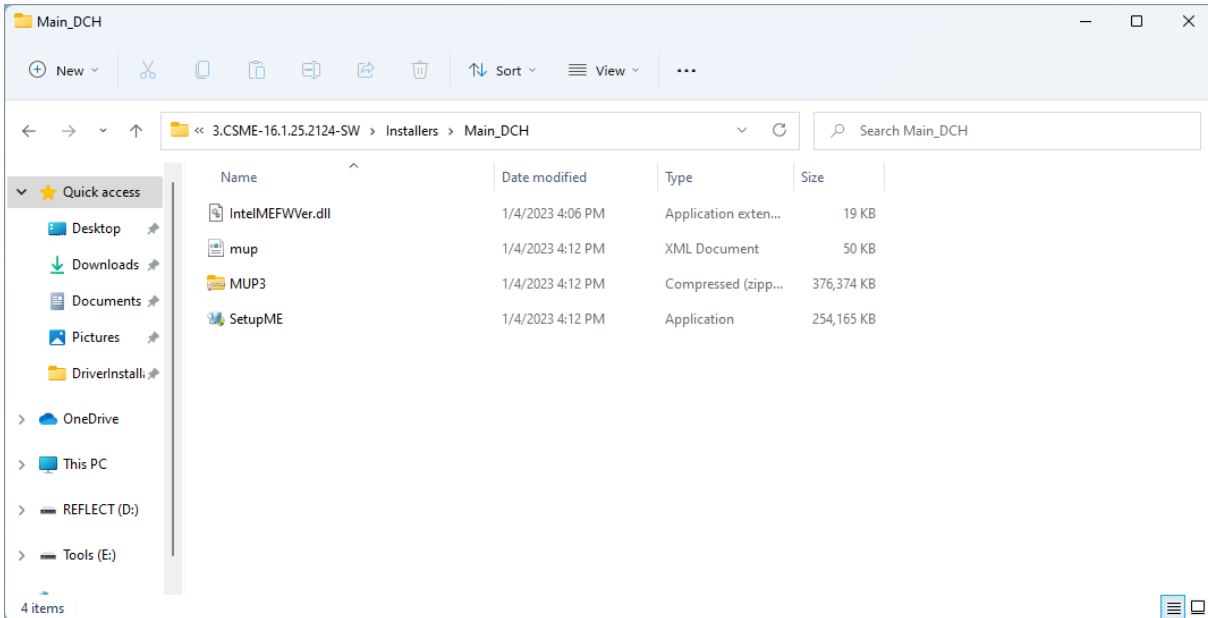 Main_DCH
New
Sort
View
3.CSME-16.1.25.2124-SW > Installers > Main_DCH
Search Main_DCH
Quick access
Desktop
Downloads
Documents
Pictures
DriverInstall
OneDrive
This PC
REFLECT (D:)
Tools (E:)
Name Date modified Type Size
IntelMEFWVer.dll 1/4/2023 4:06 PM Application exten... 19 KB
mup 1/4/2023 4:12 PM XML Document 50 KB
MUP3 1/4/2023 4:12 PM Compressed (zipp... 376,374 KB
SetupME 1/4/2023 4:12 PM Application 254,165 KB
4 items